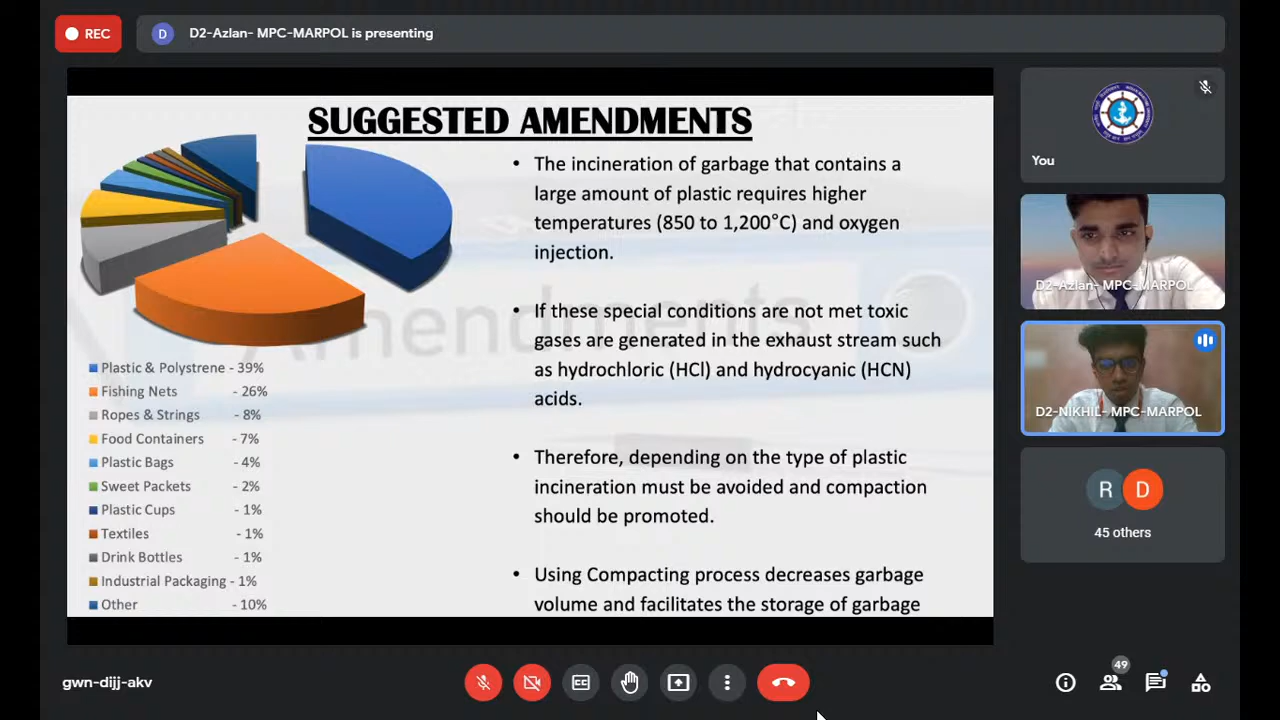 REC
D
D2-Azlan- MPC-MARPOL is presenting
SUGGESTED AMENDMENTS
• The incineration of garbage that contains a
large amount of plastic requires higher
temperatures (850 to 1,200°C) and oxygen
injection.
• If these special conditions are not met toxic
gases are generated in the exhaust stream such
as hydrochloric (HCl) and hydrocyanic (HCN)
acids.
• Therefore, depending on the type of plastic
incineration must be avoided and compaction
should be promoted.
• Using Compacting process decreases garbage
volume and facilitates the storage of garbage
Amendments
Plastic & Polystrene - 39%
Fishing Nets - 26%
Ropes & Strings - 8%
Food Containers - 7%
Plastic Bags - 4%
Sweet Packets - 2%
Plastic Cups - 1%
Textiles - 1%
Drink Bottles - 1%
Industrial Packaging - 1%
Other - 10%
You
D2-Azlan- MPC-MARPOL
D2-NIKHIL- MPC-MARPOL
R D
45 others
gwn-dijj-akv
CC
49